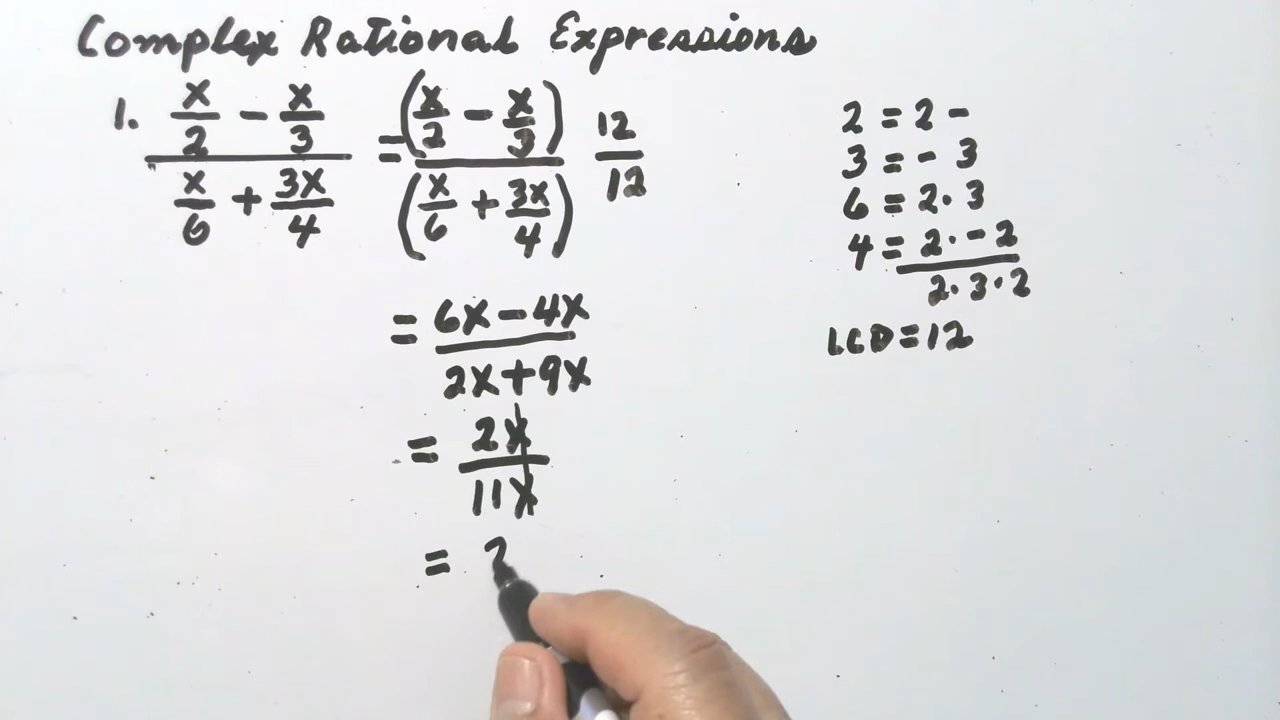 Complex Rational Expressions
1. x/2 - x/3 / x/6 + 3x/4 = (x/2 - x/3) / (x/6 + 3x/4) 12/12
= 6x - 4x / 2x + 9x
= 2x / 11x
= 2
2 = 2 -
3 = - 3
6 = 2 · 3
4 = 2 · - 2
2 · 3 · 2
LCD = 12